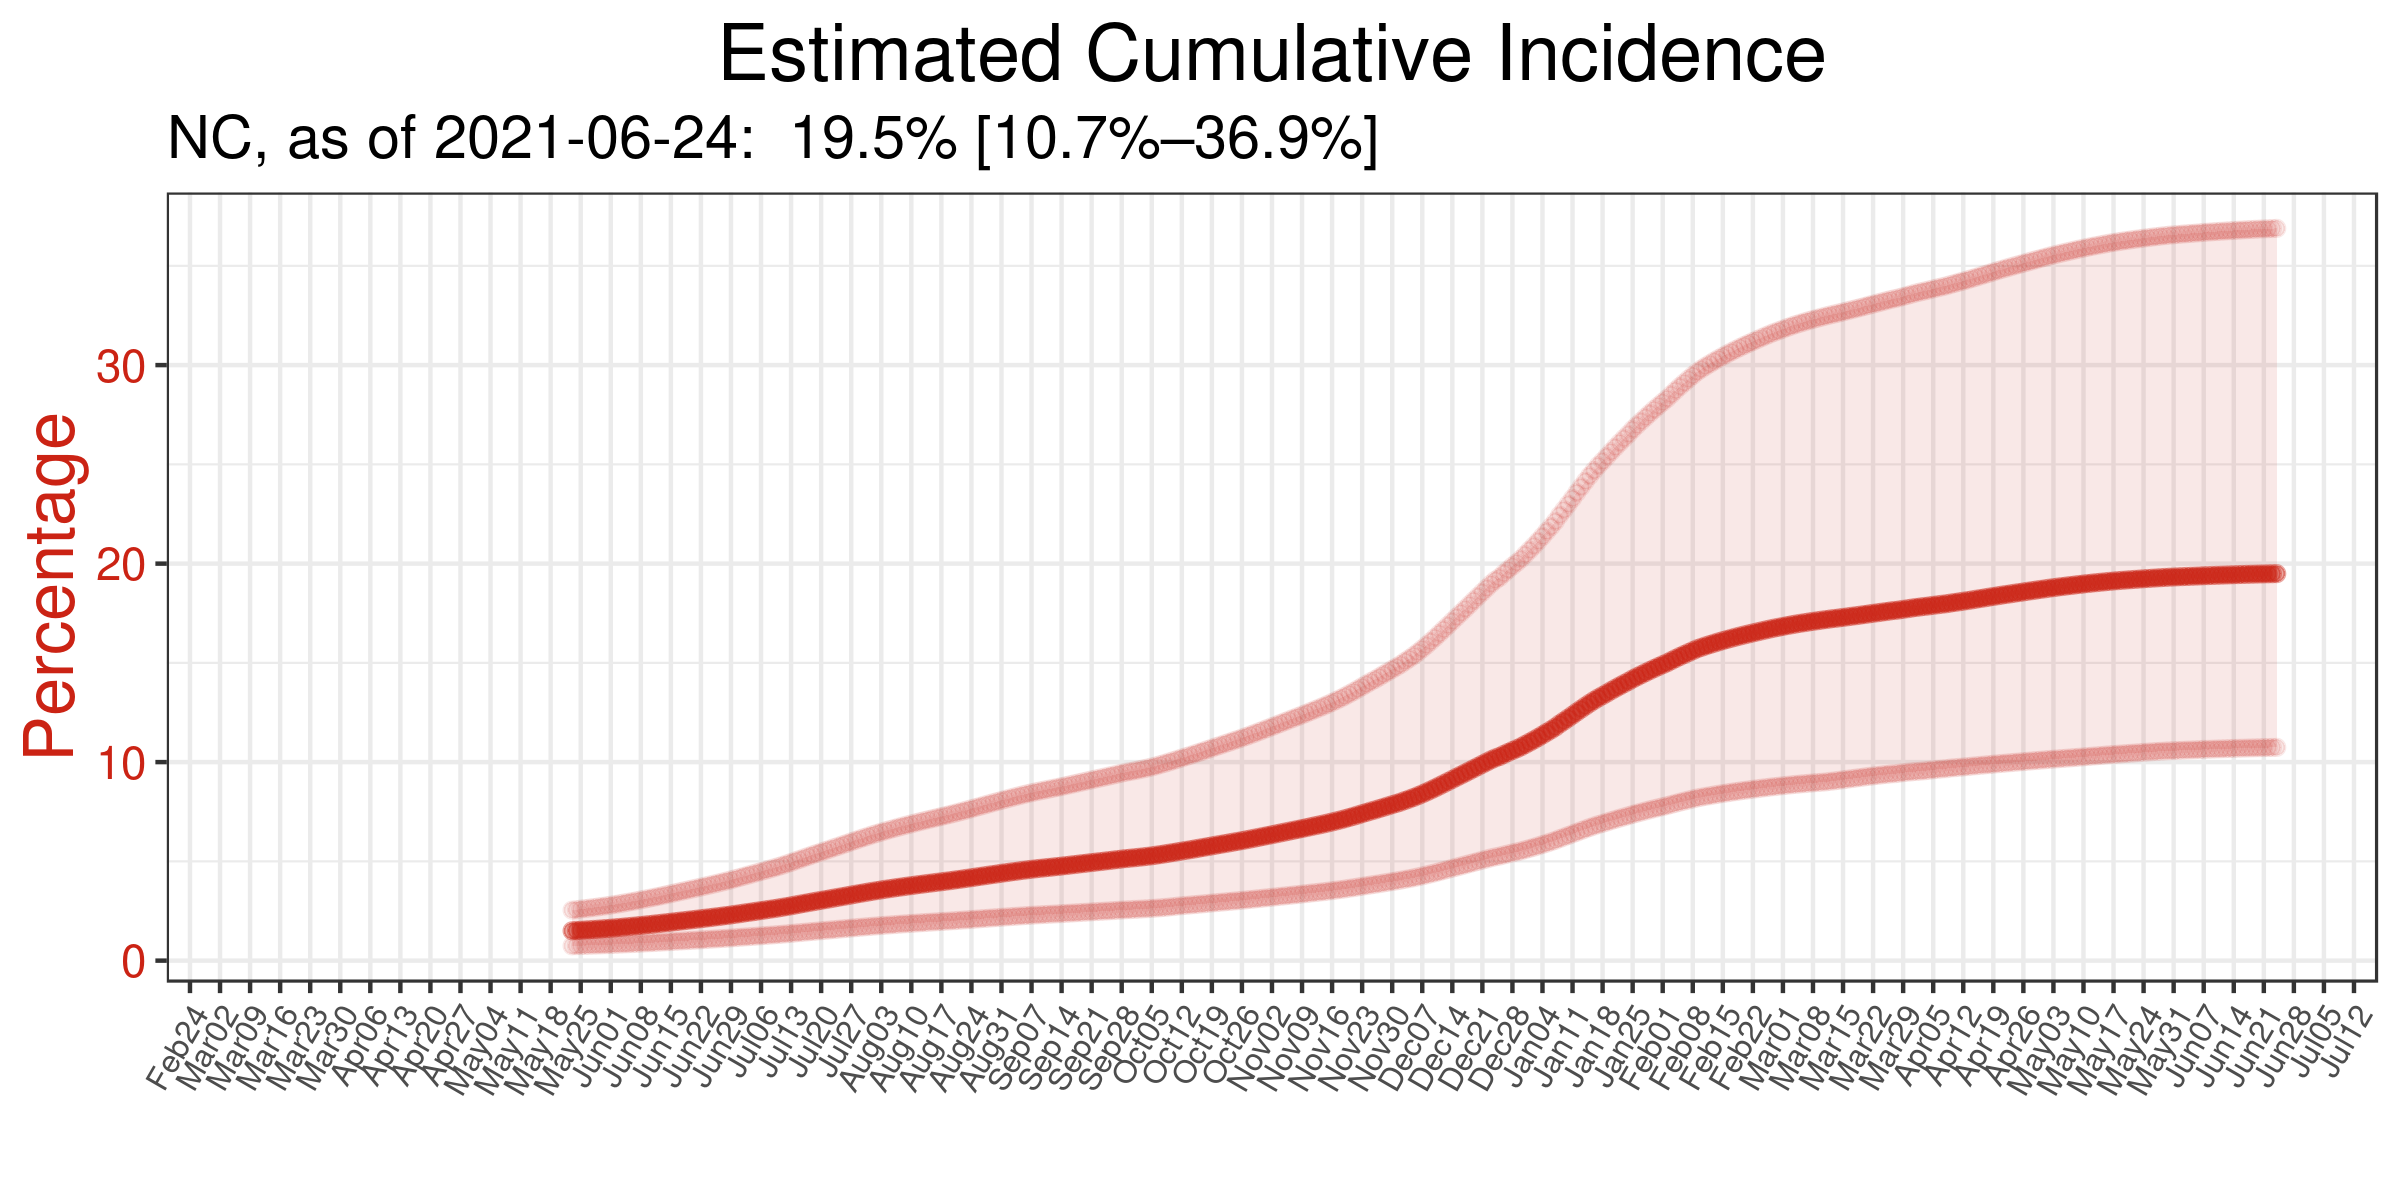 Estimated Cumulative Incidence
NC, as of 2021-06-24:  19.5% [10.7%–36.9%]
Percentage
30
20
10
0
Feb24
Mar02
Mar09
Mar16
Mar23
Mar30
Apr06
Apr13
Apr20
Apr27
May04
May11
May18
May25
Jun01
Jun08
Jun15
Jun22
Jun29
Jul06
Jul13
Jul20
Jul27
Aug03
Aug10
Aug17
Aug24
Aug31
Sep07
Sep14
Sep21
Sep28
Oct05
Oct12
Oct19
Oct26
Nov02
Nov09
Nov16
Nov23
Nov30
Dec07
Dec14
Dec21
Dec28
Jan04
Jan11
Jan18
Jan25
Feb01
Feb08
Feb15
Feb22
Mar01
Mar08
Mar15
Mar22
Mar29
Apr05
Apr12
Apr19
Apr26
May03
May10
May17
May24
May31
Jun07
Jun14
Jun21
Jun28
Jul05
Jul12